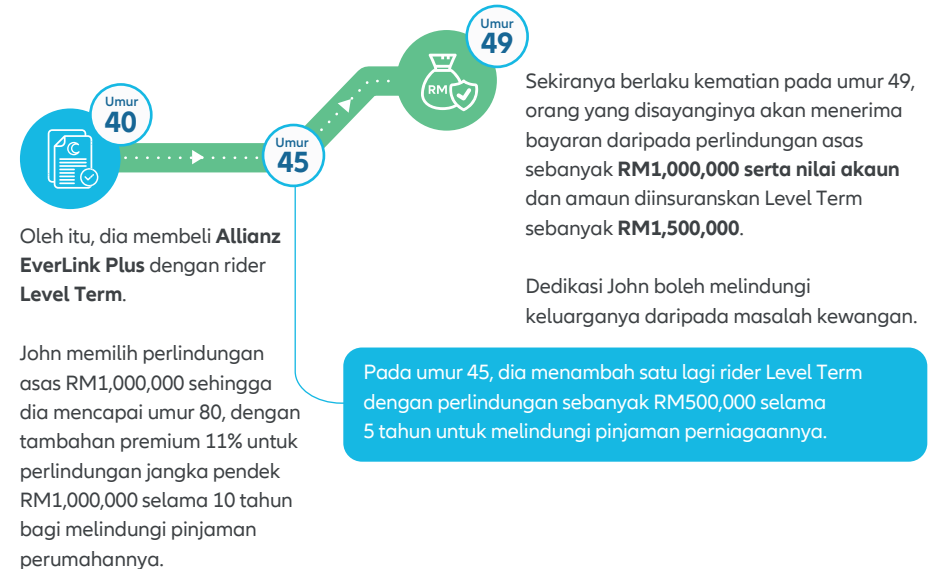 Umur
40
Oleh itu, dia membeli Allianz
EverLink Plus dengan rider
Level Term.
John memilih perlindungan
asas RM1,000,000 sehingga
dia mencapai umur 80, dengan
tambahan premium 11% untuk
perlindungan jangka pendek
RM1,000,000 selama 10 tahun
bagi melindungi pinjaman
perumahannya.
Umur
45
Pada umur 45, dia menambah satu lagi rider Level Term
dengan perlindungan sebanyak RM500,000 selama
5 tahun untuk melindungi pinjaman perniagaannya.
Umur
49
RM
Sekiranya berlaku kematian pada umur 49,
orang yang disayanginya akan menerima
bayaran daripada perlindungan asas
sebanyak RM1,000,000 serta nilai akaun
dan amaun diinsuranskan Level Term
sebanyak RM1,500,000.
Dedikasi John boleh melindungi
keluarganya daripada masalah kewangan.